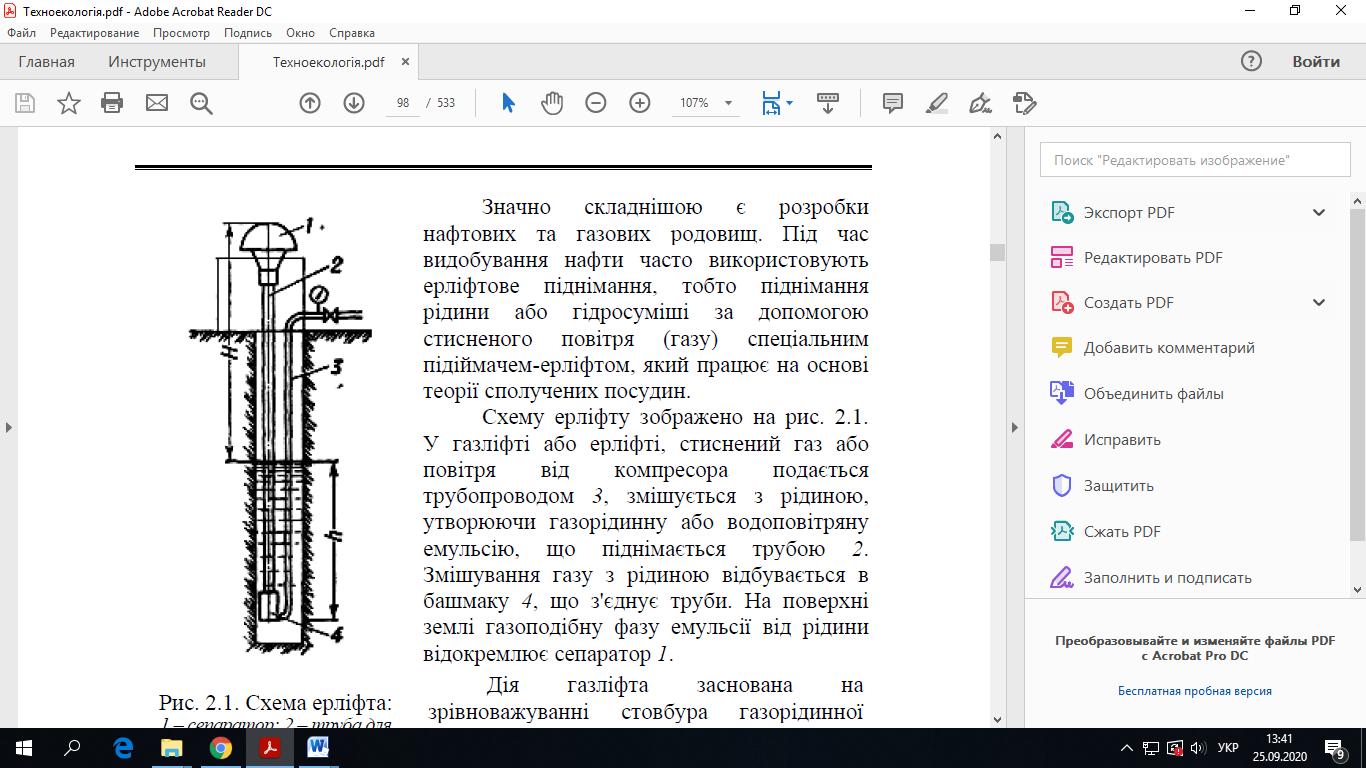 Техноекологія.pdf - Adobe Acrobat Reader DC
Файл Редактирование Просмотр Подпись Окно Справка
Главная Инструменты Техноекологія.pdf × ? Войти
98 / 533 107%
Значно складнішою є розробки
нафтових та газових родовищ. Під час
видобування нафти часто використовують
ерліфтове піднімання, тобто піднімання
рідини або гідросуміші за допомогою
стисненого повітря (газу) спеціальним
підіймачем-ерліфтом, який працює на основі
теорії сполучених посудин.
Схему ерліфту зображено на рис. 2.1.
У газліфті або ерліфті, стиснений газ або
повітря від компресора подається
трубопроводом 3, змішується з рідиною,
утворюючи газорідинну або водоповітряну
емульсію, що піднімається трубою 2.
Змішування газу з рідиною відбувається в
башмаку 4, що з'єднує труби. На поверхні
землі газоподібну фазу емульсії від рідини
відокремлює сепаратор 1.
Дія газліфта заснована на
зрівноважуванні стовбура газорідинної
1
2
H
3
h
4
Рис. 2.1. Схема ерліфта:
1 – сепаратор; 2 – труба для
Поиск "Редактировать изображение"
Экспорт PDF
Редактировать PDF
Создать PDF
Добавить комментарий
Объединить файлы
Исправить
Защитить
Сжать PDF
Заполнить и подписать
Преобразовывайте и изменяйте файлы PDF
с Acrobat Pro DC
Бесплатная пробная версия
УКР
13:41
25.09.2020
9